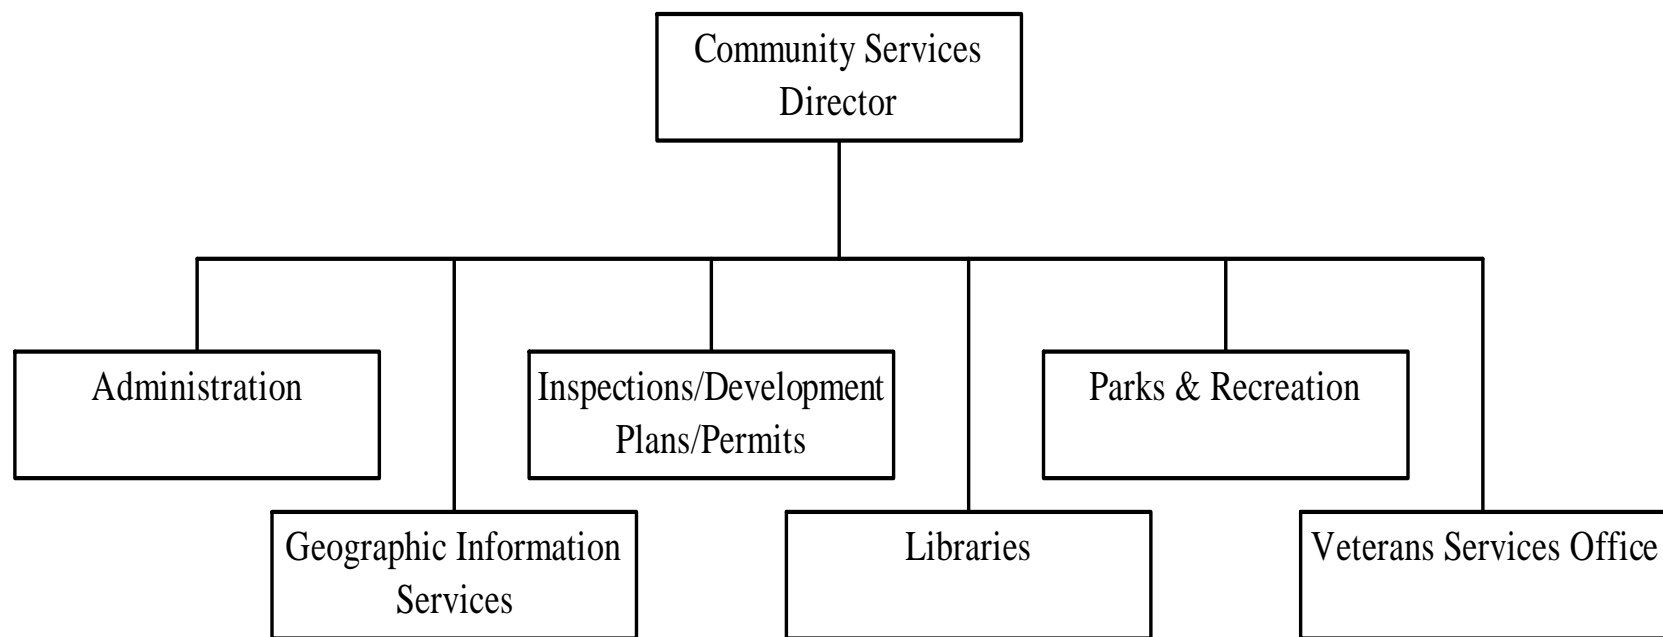 Community Services
Director
Administration
Inspections/Development
Plans/Permits
Parks & Recreation
Geographic Information
Services
Libraries
Veterans Services Office